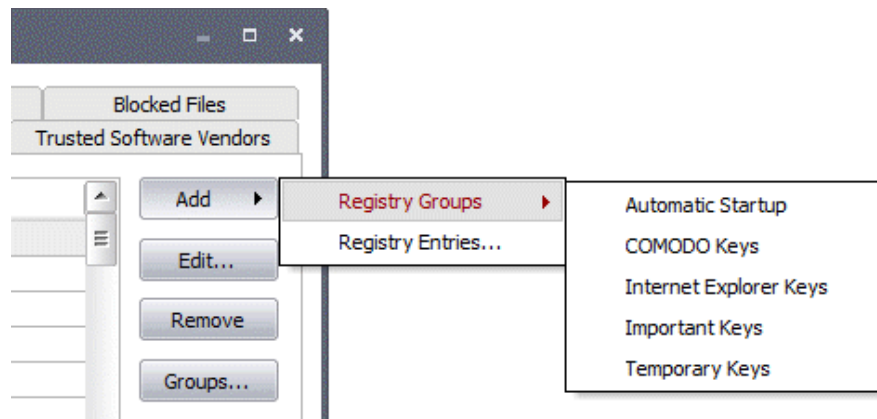 Blocked Files
Trusted Software Vendors
Add
Edit...
Remove
Groups...
Registry Groups
Registry Entries...
Automatic Startup
COMODO Keys
Internet Explorer Keys
Important Keys
Temporary Keys